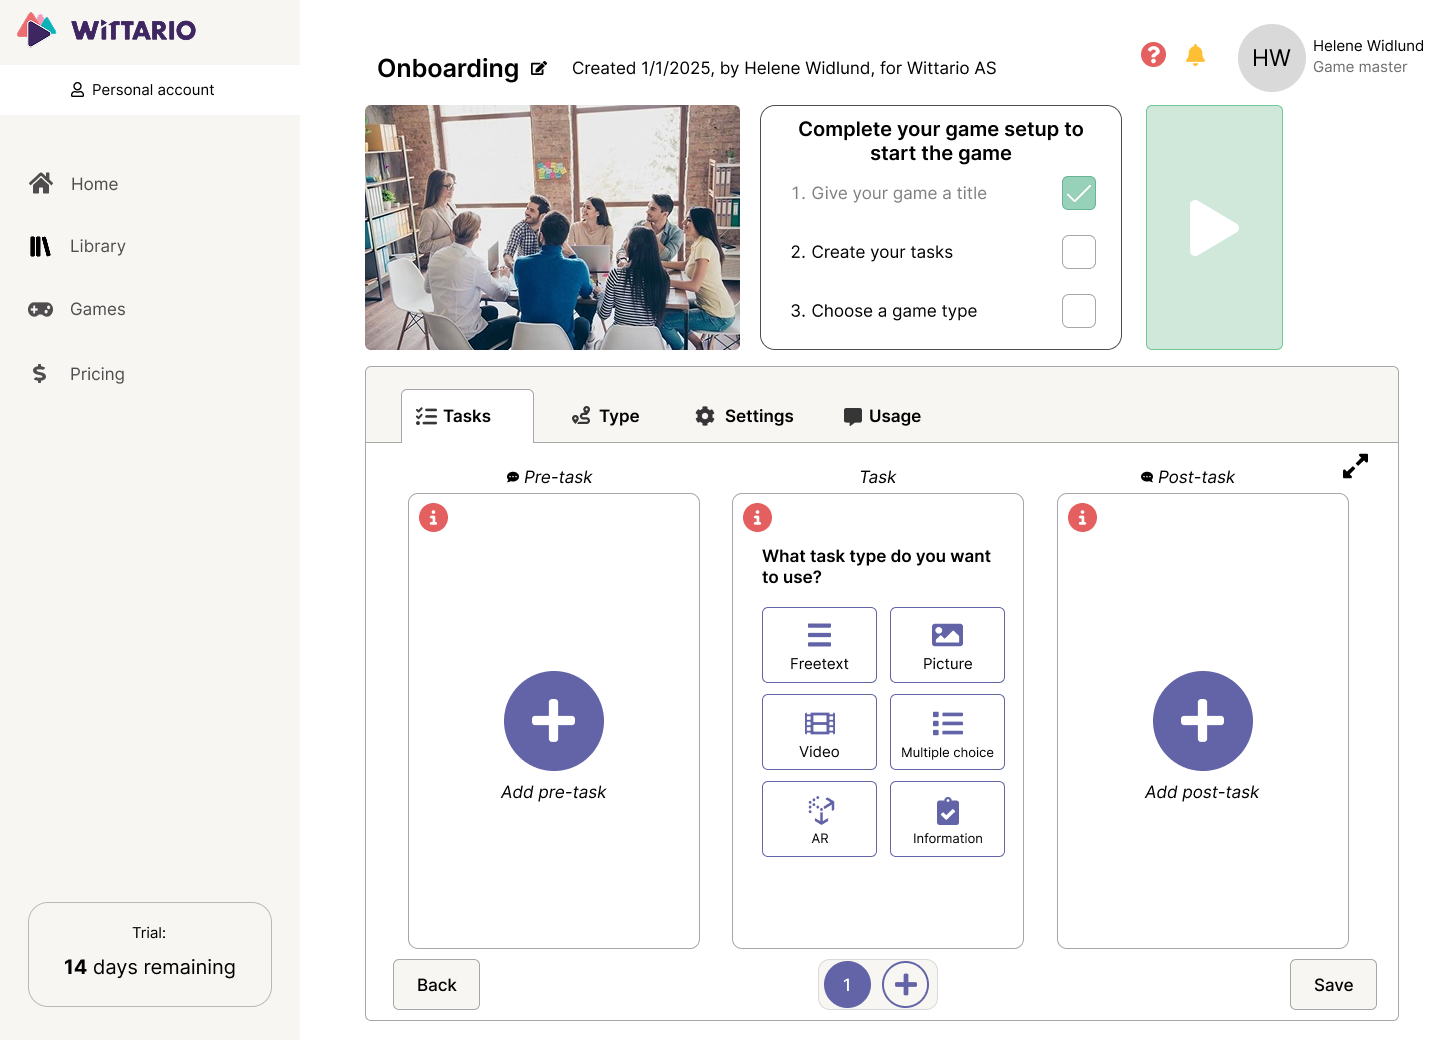 WiTTARIO
Personal account
Home
Library
Games
Pricing
Trial:
14 days remaining
Onboarding
Created 1/1/2025, by Helene Widlund, for Wittario AS
HW
Helene Widlund
Game master
Complete your game setup to
start the game
1. Give your game a title
2. Create your tasks
3. Choose a game type
Tasks
Type
Settings
Usage
Pre-task
Task
Post-task
What task type do you want
to use?
Freetext
Picture
Video
Multiple choice
AR
Information
Add pre-task
Add post-task
Back
1
Save